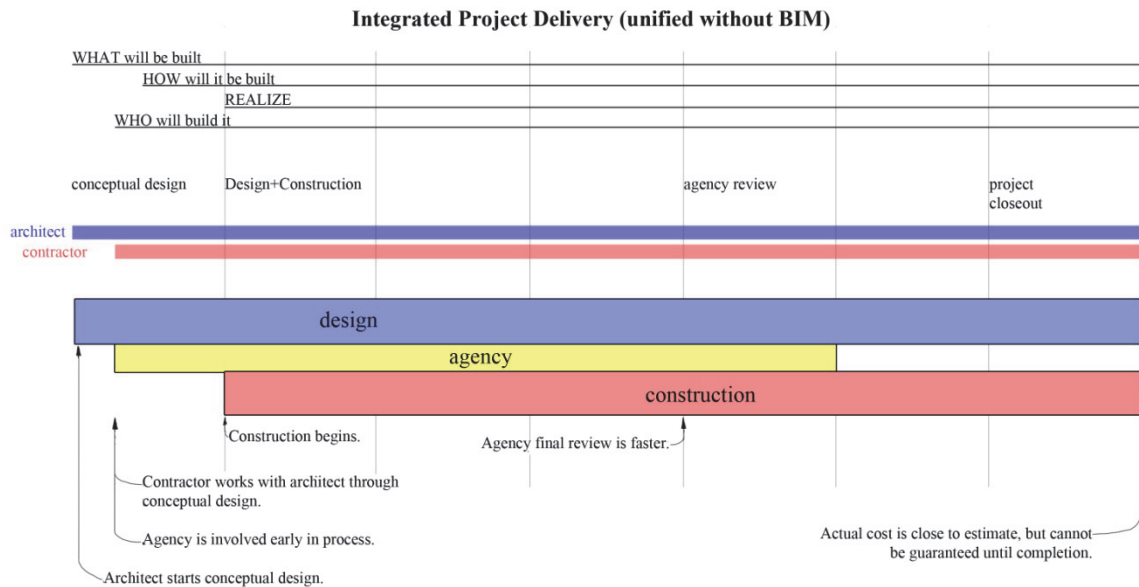 Integrated Project Delivery (unified without BIM)
WHAT will be built
HOW will it be built
REALIZE
WHO will build it
conceptual design
Design+Construction
agency review
project
closeout
architect
contractor
design
agency
construction
Construction begins.
Agency final review is faster.
Contractor works with architect through
conceptual design.
Agency is involved early in process.
Actual cost is close to estimate, but cannot
be guaranteed until completion.
Architect starts conceptual design.